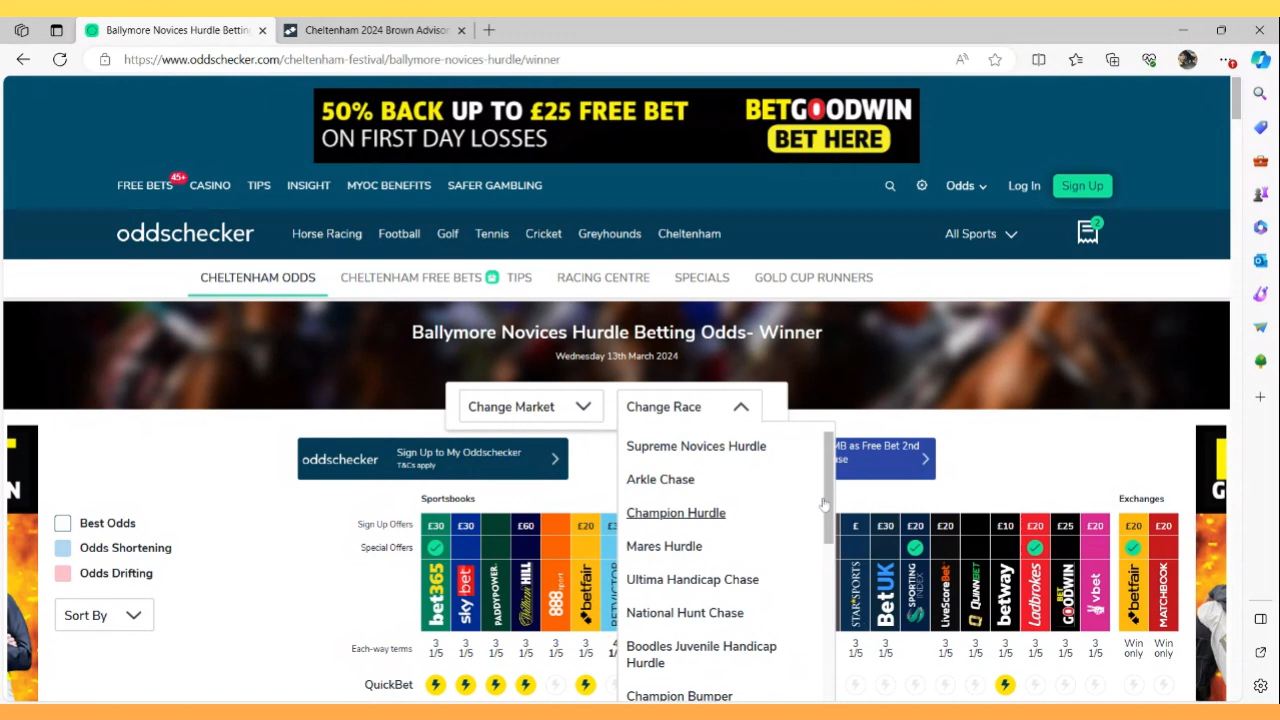 Ballymore Novices Hurdle Bettin
Cheltenham 2024 Brown Advisor
https://www.oddschecker.com/cheltenham-festival/ballymore-novices-hurdle/winner
50% BACK UP TO £25 FREE BET
ON FIRST DAY LOSSES
BETGOODWIN
BET HERE
FREE BETS 45+ CASINO TIPS INSIGHT MYOC BENEFITS SAFER GAMBLING
Odds Log In Sign Up
oddschecker Horse Racing Football Golf Tennis Cricket Greyhounds Cheltenham All Sports 2
CHELTENHAM ODDS CHELTENHAM FREE BETS TIPS RACING CENTRE SPECIALS GOLD CUP RUNNERS
Ballymore Novices Hurdle Betting Odds- Winner
Wednesday 13th March 2024
Change Market Change Race
Supreme Novices Hurdle
Arkle Chase
Champion Hurdle
Mares Hurdle
Ultima Handicap Chase
National Hunt Chase
Boodles Juvenile Handicap
Hurdle
Champion Bumper
oddschecker
Sign Up to My Oddschecker
T&Cs apply
MB as Free Bet 2nd
Best Odds
Odds Shortening
Odds Drifting
Sort By
Sportsbooks Exchanges
Sign Up Offers £30 £30 £60 £20 £ £30 £20 £20 £10 £20 £25 £20 £20 £20
Special Offers
bet365 sky bet PADDYPOWER. William HILL 888sport betfair STARSPORTS BetUK SPORTING INDEX LiveScoreBet QUINNBET betway Ladbrokes BETGOODWIN vbet betfair MATCHBOOK
Each-way terms
3 3 3 3 3 3 3 3 3 3 3 3 3 3 Win Win
1/5 1/5 1/5 1/5 1/5 1/5 1/5 1/5 1/5 1/5 1/5 1/5 1/5 1/5 only only
QuickBet